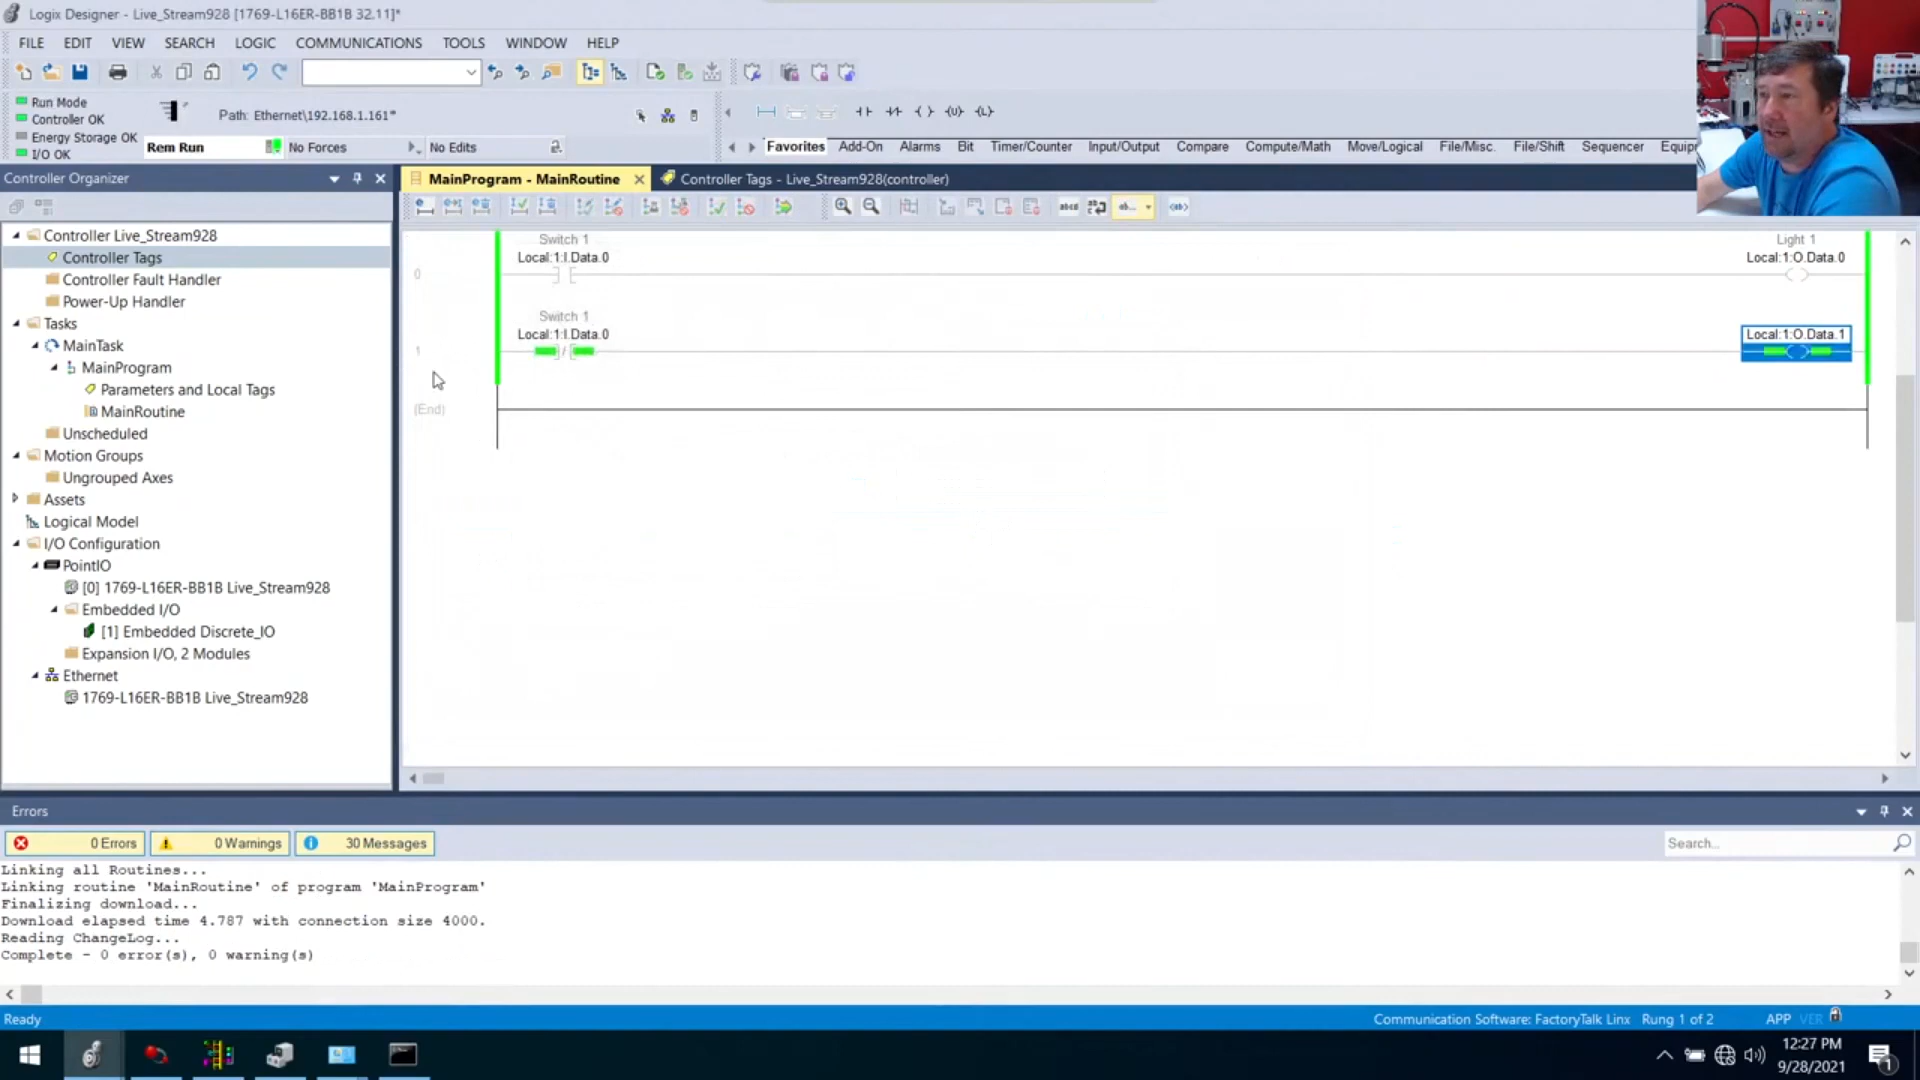 Logix Designer - Live_Stream928 [1769-L16ER-BB1B 32.11]*
FILE EDIT VIEW SEARCH LOGIC COMMUNICATIONS TOOLS WINDOW HELP
Run Mode
Controller OK
Energy Storage OK
I/O OK
Path: Ethernet\192.168.1.161*
Rem Run
No Forces
No Edits
Favorites Add-On Alarms Bit Timer/Counter Input/Output Compare Compute/Math Move/Logical File/Misc. File/Shift Sequencer Equip
Controller Organizer
Controller Live_Stream928
Controller Tags
Controller Fault Handler
Power-Up Handler
Tasks
MainTask
MainProgram
Parameters and Local Tags
MainRoutine
Unscheduled
Motion Groups
Ungrouped Axes
Assets
Logical Model
I/O Configuration
PointIO
[0] 1769-L16ER-BB1B Live_Stream928
Embedded I/O
[1] Embedded Discrete_IO
Expansion I/O, 2 Modules
Ethernet
1769-L16ER-BB1B Live_Stream928
MainProgram - MainRoutine
Controller Tags - Live_Stream928(controller)
Switch 1
Local:1:I.Data.0
Light 1
Local:1:O.Data.0
0
Switch 1
Local:1:I.Data.0
Local:1:O.Data.1
1
(End)
Errors
0 Errors
0 Warnings
30 Messages
Search...
Linking all Routines...
Linking routine 'MainRoutine' of program 'MainProgram'
Finalizing download...
Download elapsed time 4.787 with connection size 4000.
Reading ChangeLog...
Complete - 0 error(s), 0 warning(s)
Ready
Communication Software: FactoryTalk Linx
Rung 1 of 2
APP VER
12:27 PM
9/28/2021
1